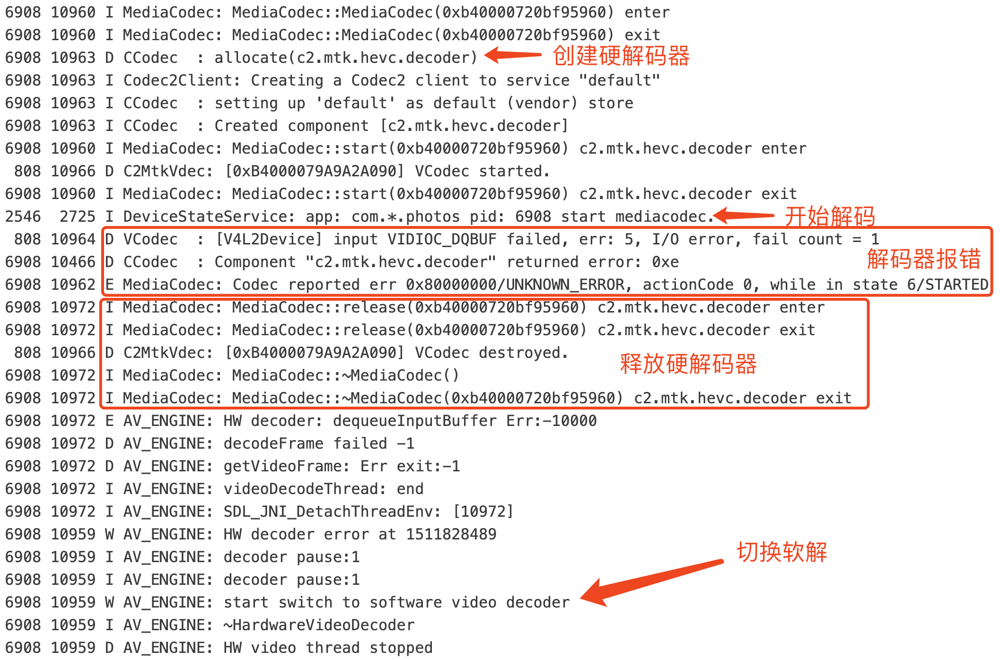 6908 10960 I MediaCodec: MediaCodec::MediaCodec(0xb40000720bf95960) enter
6908 10960 I MediaCodec: MediaCodec::MediaCodec(0xb40000720bf95960) exit
6908 10963 D CCodec  : allocate(c2.mtk.hevc.decoder) 创建硬解码器
6908 10963 I Codec2Client: Creating a Codec2 client to service "default"
6908 10963 I CCodec  : setting up 'default' as default (vendor) store
6908 10963 I CCodec  : Created component [c2.mtk.hevc.decoder]
6908 10960 I MediaCodec: MediaCodec::start(0xb40000720bf95960) c2.mtk.hevc.decoder enter
808 10966 D C2MtkVdec: [0xB4000079A9A2A090] VCodec started.
6908 10960 I MediaCodec: MediaCodec::start(0xb40000720bf95960) c2.mtk.hevc.decoder exit
2546  2725 I DeviceStateService: app: com.*.photos pid: 6908 start mediacodec. 开始解码
808 10964 D VCodec  : [V4L2Device] input VIDIOC_DQBUF failed, err: 5, I/O error, fail count = 1
6908 10466 D CCodec  : Component "c2.mtk.hevc.decoder" returned error: 0xe 解码器报错
6908 10962 E MediaCodec: Codec reported err 0x80000000/UNKNOWN_ERROR, actionCode 0, while in state 6/STARTED
6908 10972 I MediaCodec: MediaCodec::release(0xb40000720bf95960) c2.mtk.hevc.decoder enter
6908 10972 I MediaCodec: MediaCodec::release(0xb40000720bf95960) c2.mtk.hevc.decoder exit
808 10966 D C2MtkVdec: [0xB4000079A9A2A090] VCodec destroyed. 释放硬解码器
6908 10972 I MediaCodec: MediaCodec::~MediaCodec()
6908 10972 I MediaCodec: MediaCodec::~MediaCodec(0xb40000720bf95960) c2.mtk.hevc.decoder exit
6908 10972 E AV_ENGINE: HW decoder: dequeueInputBuffer Err:-10000
6908 10972 D AV_ENGINE: decodeFrame failed -1
6908 10972 D AV_ENGINE: getVideoFrame: Err exit:-1
6908 10972 I AV_ENGINE: videoDecodeThread: end
6908 10972 I AV_ENGINE: SDL_JNI_DetachThreadEnv: [10972]
6908 10959 W AV_ENGINE: HW decoder error at 1511828489
6908 10959 I AV_ENGINE: decoder pause:1 切换软解
6908 10959 I AV_ENGINE: decoder pause:1
6908 10959 W AV_ENGINE: start switch to software video decoder
6908 10959 I AV_ENGINE: ~HardwareVideoDecoder
6908 10959 D AV_ENGINE: HW video thread stopped